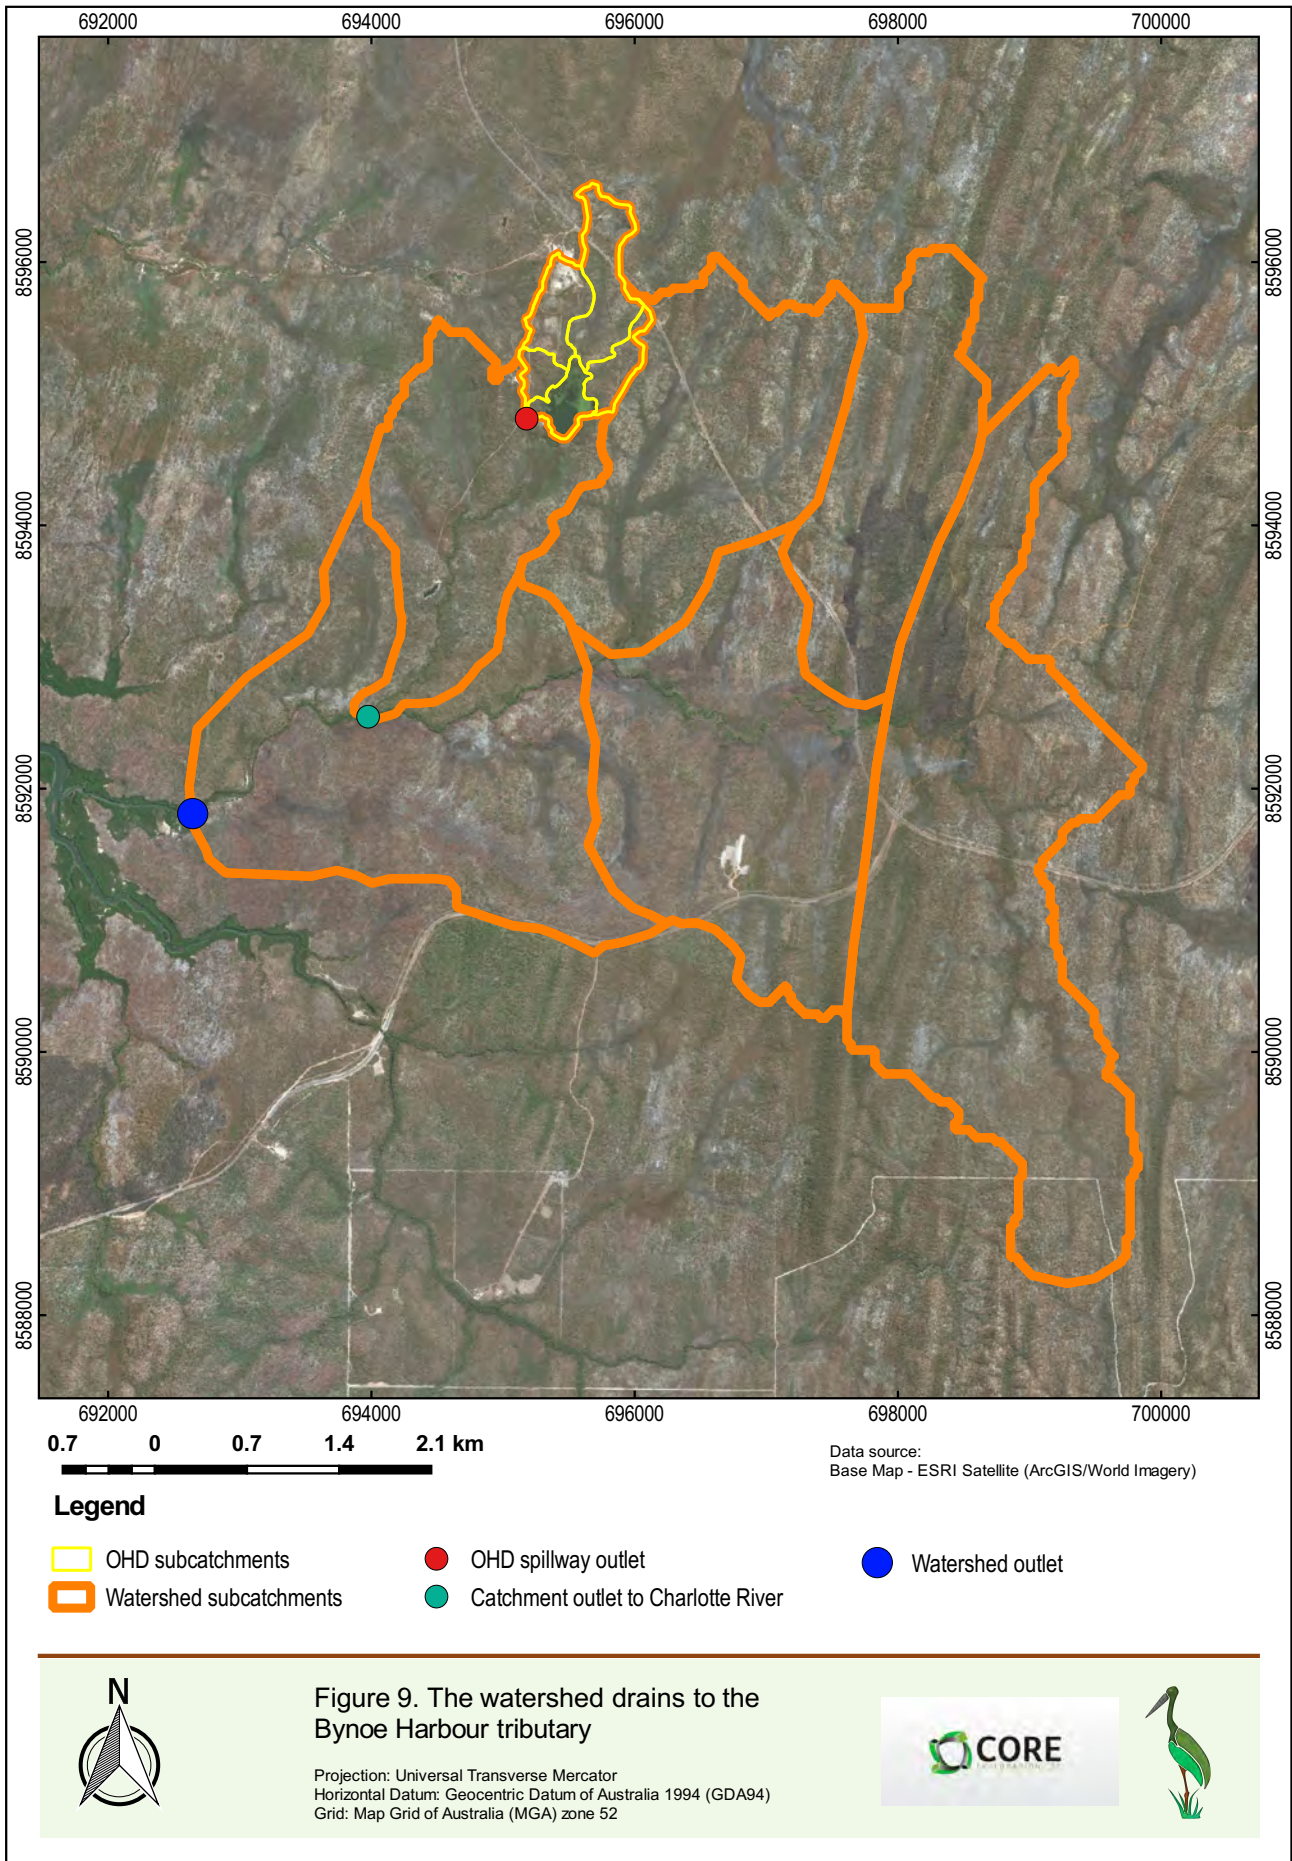 692000 694000 696000 698000 700000
8596000 8596000
8594000 8594000
8592000 8592000
8590000 8590000
8588000 8588000
692000 694000 696000 698000 700000
0.7 0 0.7 1.4 2.1 km
Data source:
Base Map - ESRI Satellite (ArcGIS/World Imagery)
Legend
OHD subcatchments
Watershed subcatchments
OHD spillway outlet
Catchment outlet to Charlotte River
Watershed outlet
N
Figure 9. The watershed drains to the
Bynoe Harbour tributary
Projection: Universal Transverse Mercator
Horizontal Datum: Geocentric Datum of Australia 1994 (GDA94)
Grid: Map Grid of Australia (MGA) zone 52
CORE